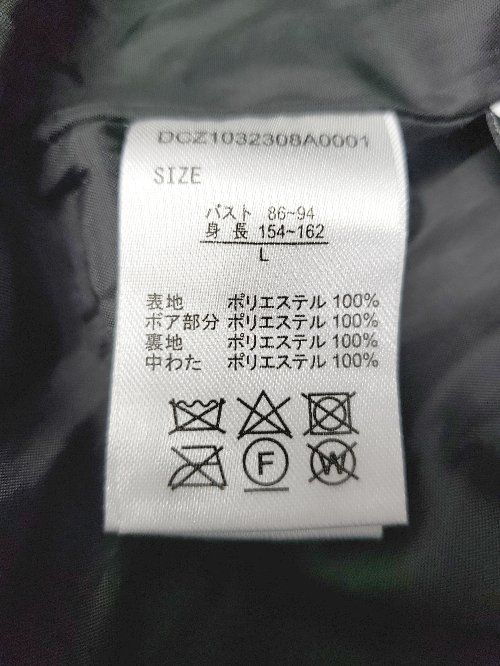 DCZ1032308A0001
SIZE
バスト 86~94
身 長 154~162
L
表地 ポリエステル 100%
ボア部分 ポリエステル 100%
裏地 ポリエステル 100%
中わた ポリエステル 100%
F W